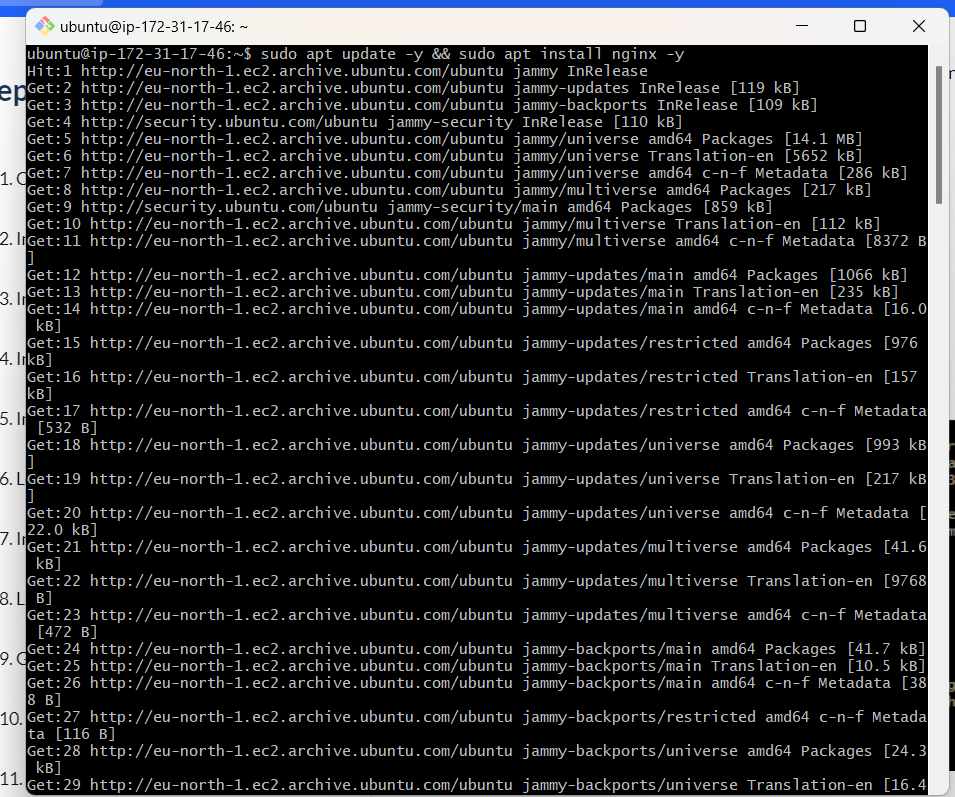 ubuntu@ip-172-31-17-46: ~
ubuntu@ip-172-31-17-46:~$ sudo apt update -y && sudo apt install nginx -y
Hit:1 http://eu-north-1.ec2.archive.ubuntu.com/ubuntu jammy InRelease
Get:2 http://eu-north-1.ec2.archive.ubuntu.com/ubuntu jammy-updates InRelease [119 kB]
Get:3 http://eu-north-1.ec2.archive.ubuntu.com/ubuntu jammy-backports InRelease [109 kB]
Get:4 http://security.ubuntu.com/ubuntu jammy-security InRelease [110 kB]
Get:5 http://eu-north-1.ec2.archive.ubuntu.com/ubuntu jammy/universe amd64 Packages [14.1 MB]
Get:6 http://eu-north-1.ec2.archive.ubuntu.com/ubuntu jammy/universe Translation-en [5652 kB]
Get:7 http://eu-north-1.ec2.archive.ubuntu.com/ubuntu jammy/universe amd64 c-n-f Metadata [286 kB]
Get:8 http://eu-north-1.ec2.archive.ubuntu.com/ubuntu jammy/multiverse amd64 Packages [217 kB]
Get:9 http://security.ubuntu.com/ubuntu jammy-security/main amd64 Packages [859 kB]
Get:10 http://eu-north-1.ec2.archive.ubuntu.com/ubuntu jammy/multiverse Translation-en [112 kB]
Get:11 http://eu-north-1.ec2.archive.ubuntu.com/ubuntu jammy/multiverse amd64 c-n-f Metadata [8372 B
]
Get:12 http://eu-north-1.ec2.archive.ubuntu.com/ubuntu jammy-updates/main amd64 Packages [1066 kB]
Get:13 http://eu-north-1.ec2.archive.ubuntu.com/ubuntu jammy-updates/main Translation-en [235 kB]
Get:14 http://eu-north-1.ec2.archive.ubuntu.com/ubuntu jammy-updates/main amd64 c-n-f Metadata [16.0
kB]
Get:15 http://eu-north-1.ec2.archive.ubuntu.com/ubuntu jammy-updates/restricted amd64 Packages [976
kB]
Get:16 http://eu-north-1.ec2.archive.ubuntu.com/ubuntu jammy-updates/restricted Translation-en [157
kB]
Get:17 http://eu-north-1.ec2.archive.ubuntu.com/ubuntu jammy-updates/restricted amd64 c-n-f Metadata
[532 B]
Get:18 http://eu-north-1.ec2.archive.ubuntu.com/ubuntu jammy-updates/universe amd64 Packages [993 kB
]
Get:19 http://eu-north-1.ec2.archive.ubuntu.com/ubuntu jammy-updates/universe Translation-en [217 kB
]
Get:20 http://eu-north-1.ec2.archive.ubuntu.com/ubuntu jammy-updates/universe amd64 c-n-f Metadata [
22.0 kB]
Get:21 http://eu-north-1.ec2.archive.ubuntu.com/ubuntu jammy-updates/multiverse amd64 Packages [41.6
kB]
Get:22 http://eu-north-1.ec2.archive.ubuntu.com/ubuntu jammy-updates/multiverse Translation-en [9768
B]
Get:23 http://eu-north-1.ec2.archive.ubuntu.com/ubuntu jammy-updates/multiverse amd64 c-n-f Metadata
[472 B]
Get:24 http://eu-north-1.ec2.archive.ubuntu.com/ubuntu jammy-backports/main amd64 Packages [41.7 kB]
Get:25 http://eu-north-1.ec2.archive.ubuntu.com/ubuntu jammy-backports/main Translation-en [10.5 kB]
Get:26 http://eu-north-1.ec2.archive.ubuntu.com/ubuntu jammy-backports/main amd64 c-n-f Metadata [38
8 B]
Get:27 http://eu-north-1.ec2.archive.ubuntu.com/ubuntu jammy-backports/restricted amd64 c-n-f Metada
ta [116 B]
Get:28 http://eu-north-1.ec2.archive.ubuntu.com/ubuntu jammy-backports/universe amd64 Packages [24.3
kB]
Get:29 http://eu-north-1.ec2.archive.ubuntu.com/ubuntu jammy-backports/universe Translation-en [16.4
ep
1.
2.
3.
4.
5.
6.
7.
8.
9.
10.
11.